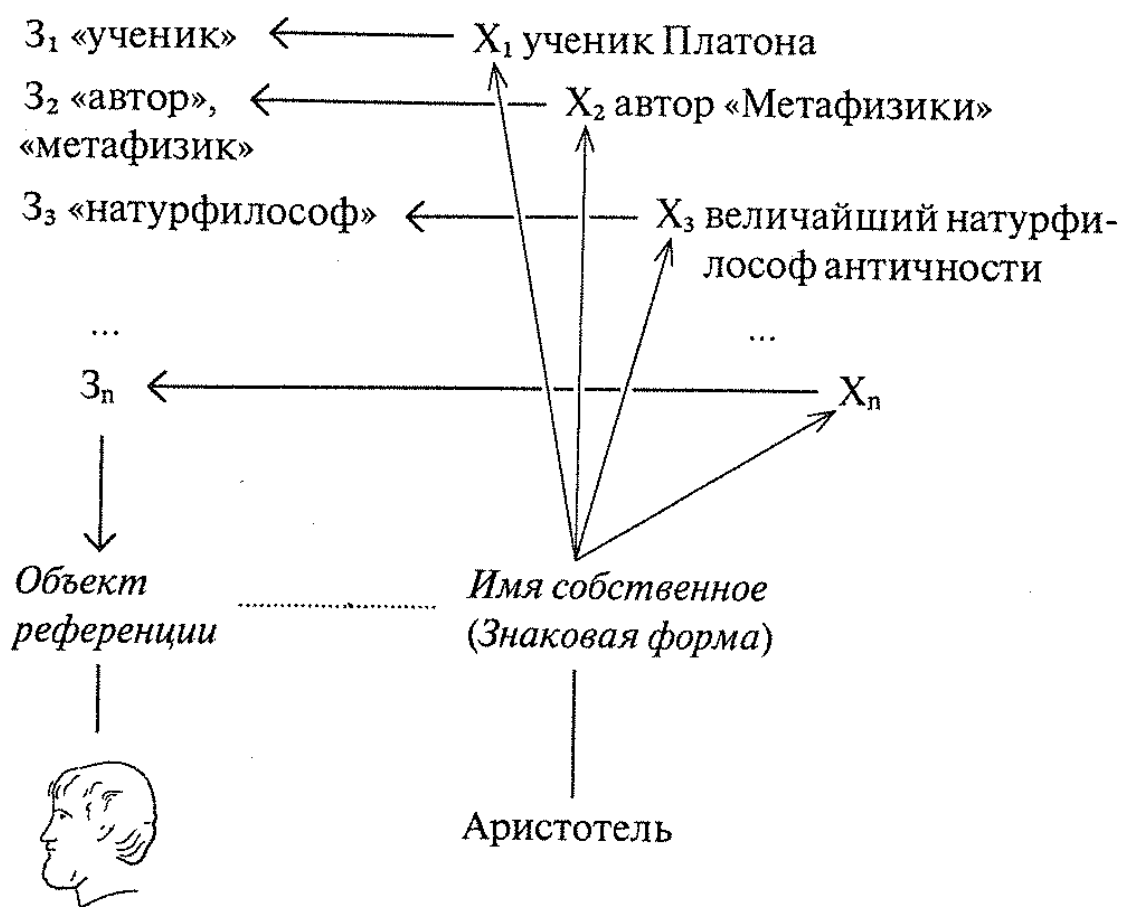 З₁ «ученик» X₁ ученик Платона
З₂ «автор», X₂ автор «Метафизики»
«метафизик»
З₃ «натурфилософ» X₃ величайший натурфи-
лософ античности
... ...
Зₙ Xₙ
Объект Имя собственное
референции (Знаковая форма)
Аристотель